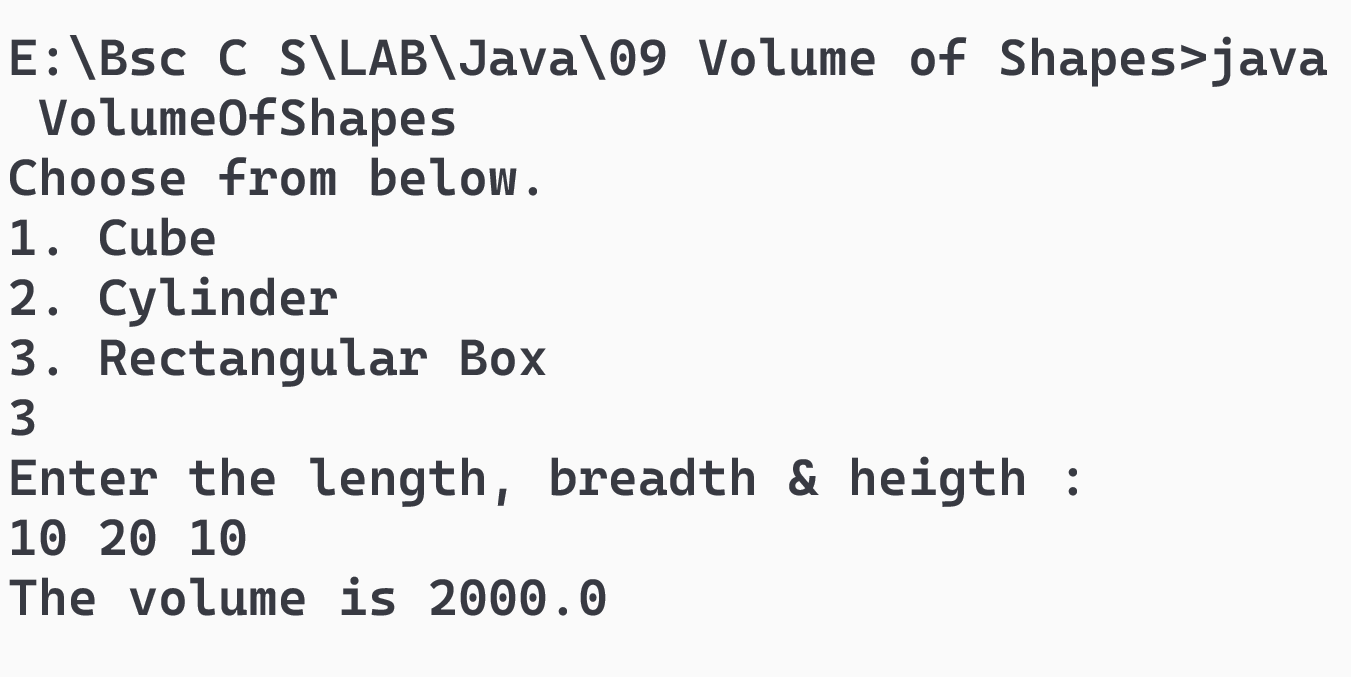 E:\Bsc C S\LAB\Java\09 Volume of Shapes>java
 VolumeOfShapes
Choose from below.
1. Cube
2. Cylinder
3. Rectangular Box
3
Enter the length, breadth & heigth :
10 20 10
The volume is 2000.0